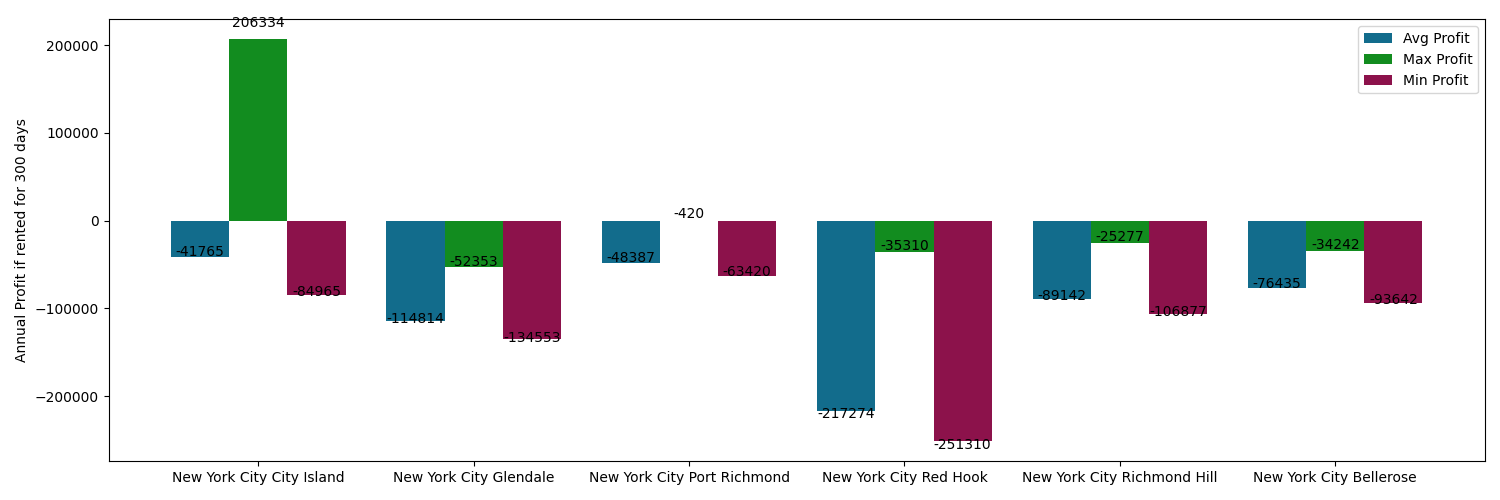 206334
200000
Avg Profit
Max Profit
Min Profit
100000
0
-420
-41765
-84965
-114814
-52353
-134553
-48387
-63420
-217274
-35310
-251310
-89142
-25277
-106877
-76435
-34242
-93642
−100000
−200000
Annual Profit if rented for 300 days
New York City City Island
New York City Glendale
New York City Port Richmond
New York City Red Hook
New York City Richmond Hill
New York City Bellerose